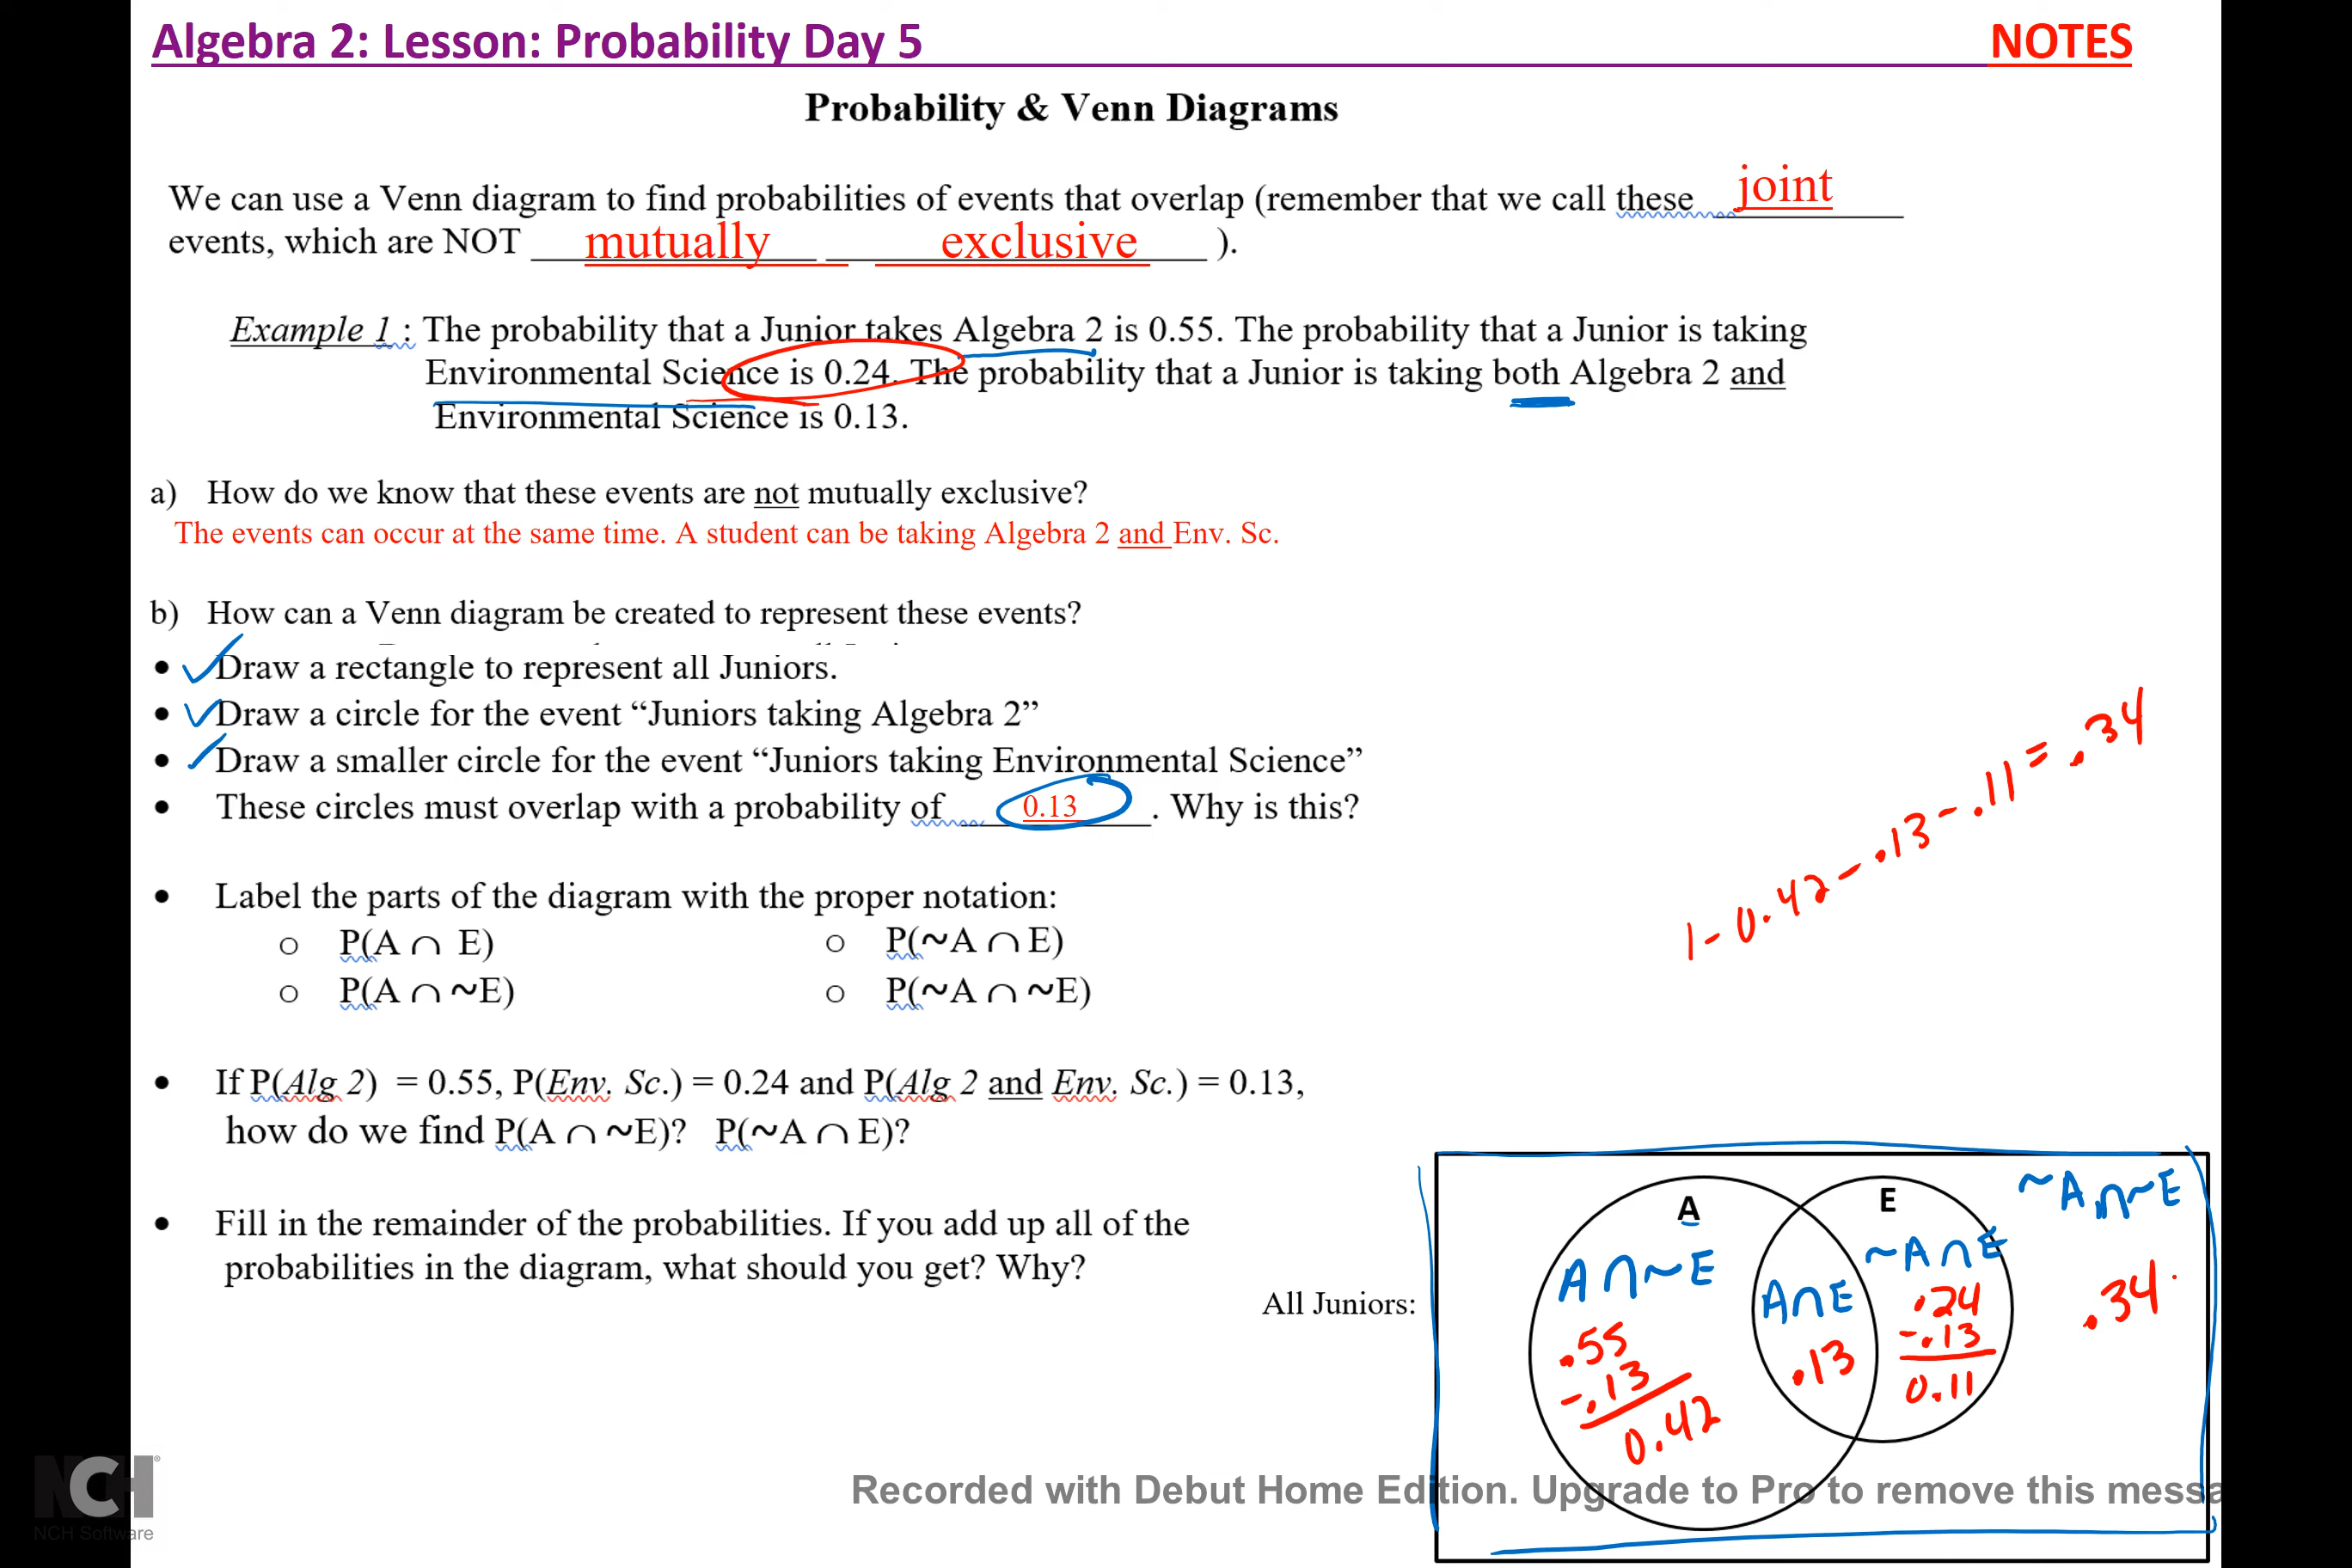 Algebra 2: Lesson: Probability Day 5 NOTES
Probability & Venn Diagrams
We can use a Venn diagram to find probabilities of events that overlap (remember that we call these joint
events, which are NOT mutually exclusive ).
Example 1 : The probability that a Junior takes Algebra 2 is 0.55. The probability that a Junior is taking
Environmental Science is 0.24. The probability that a Junior is taking both Algebra 2 and
Environmental Science is 0.13.
a) How do we know that these events are not mutually exclusive?
The events can occur at the same time. A student can be taking Algebra 2 and Env. Sc.
b) How can a Venn diagram be created to represent these events?
• Draw a rectangle to represent all Juniors.
• Draw a circle for the event “Juniors taking Algebra 2”
• Draw a smaller circle for the event “Juniors taking Environmental Science”
• These circles must overlap with a probability of 0.13 . Why is this?
1 - 0.42 - .13 - .11 = .34
• Label the parts of the diagram with the proper notation:
○ P(A ∩ E) ○ P(~A ∩ E)
○ P(A ∩ ~E) ○ P(~A ∩ ~E)
• If P(Alg 2) = 0.55, P(Env. Sc.) = 0.24 and P(Alg 2 and Env. Sc.) = 0.13,
how do we find P(A ∩ ~E)? P(~A ∩ E)?
• Fill in the remainder of the probabilities. If you add up all of the
probabilities in the diagram, what should you get? Why?
All Juniors:
A E ~A ∩ ~E
A ∩ ~E A ∩ E ~A ∩ E
.55 .13 .24 .34
- .13 - .13
0.42 0.11
Recorded with Debut Home Edition. Upgrade to Pro to remove this messa
NCH
NCH Software